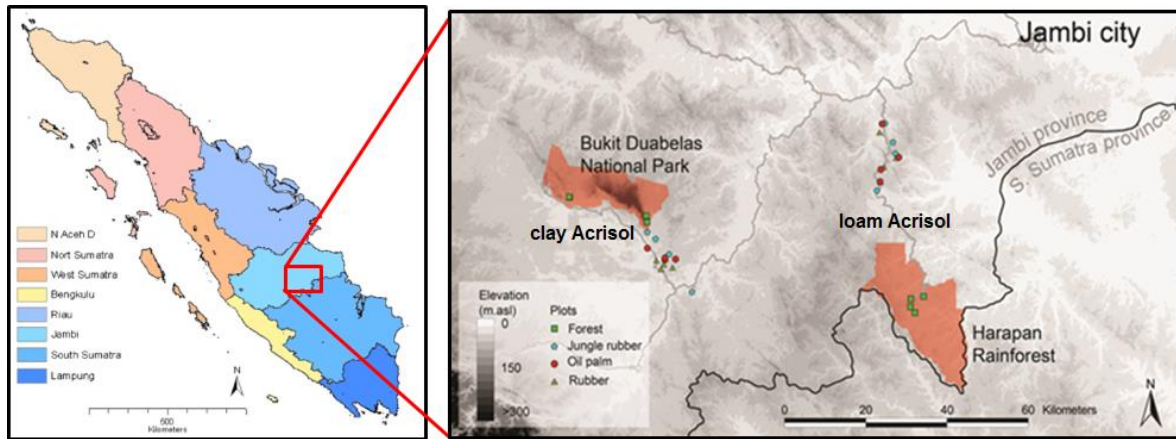 N Aceh D
Nort Sumatra
West Sumatra
Bengkulu
Riau
Jambi
South Sumatra
Lampung
N
500
Kilometers
Jambi city
Jambi province
S. Sumatra province
Bukit Duabelas
National Park
clay Acrisol
loam Acrisol
Harapan
Rainforest
Elevation
(m.asl)
0
150
>300
Plots
Forest
Jungle rubber
Oil palm
Rubber
0 20 40 60 Kilometers
N